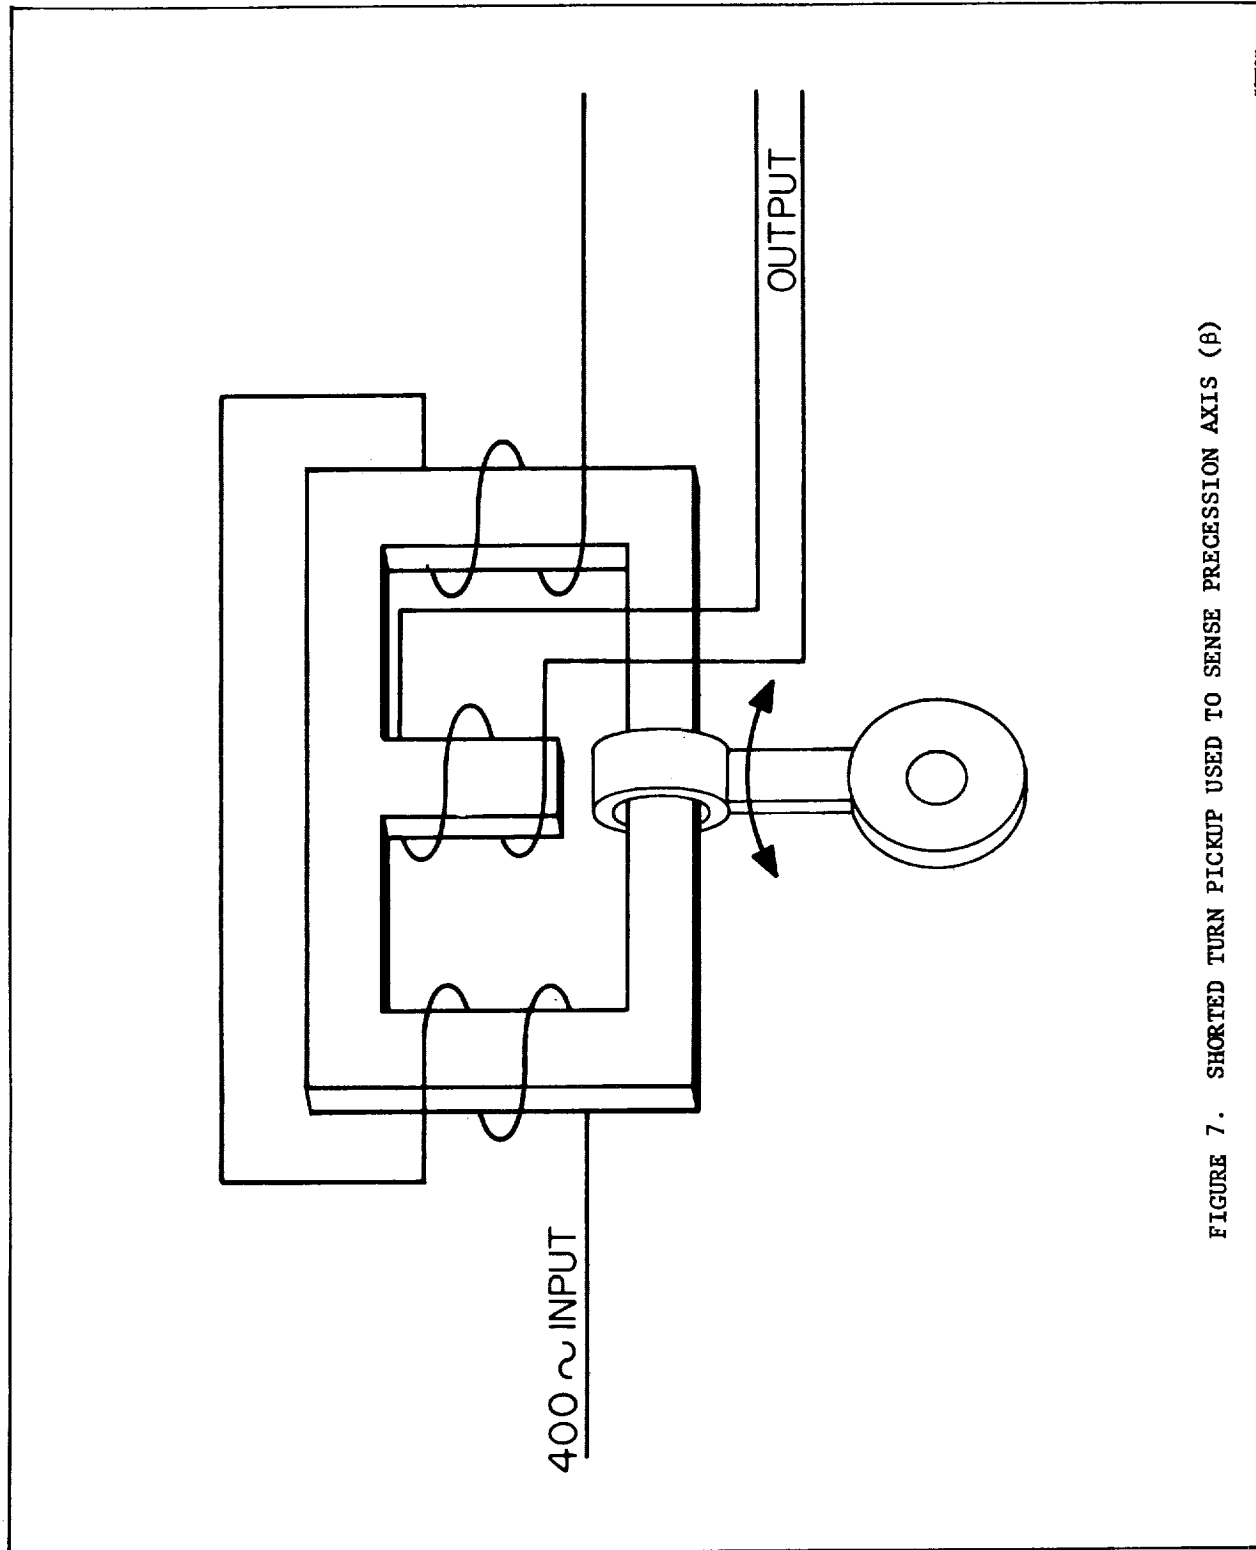 400 ~ INPUT
OUTPUT
FIGURE 7. SHORTED TURN PICKUP USED TO SENSE PRECESSION AXIS (β)